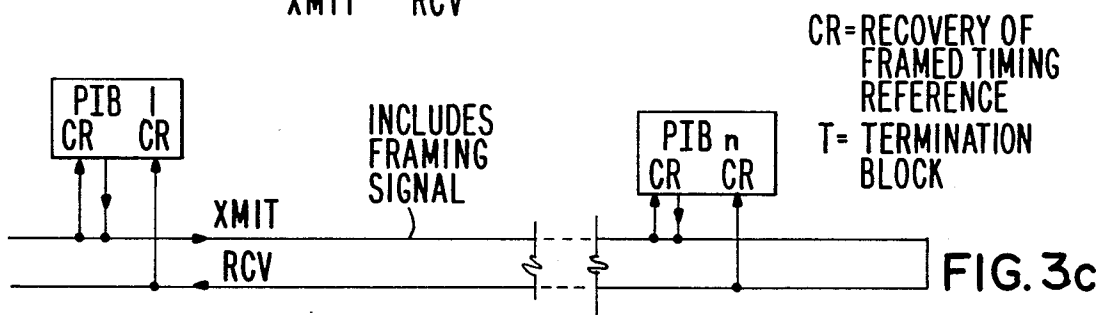 XMIT RCV
CR=RECOVERY OF
FRAMED TIMING
REFERENCE
T= TERMINATION
BLOCK
PIB 1
CR CR
INCLUDES
FRAMING
SIGNAL
PIB n
CR CR
XMIT
RCV
FIG. 3c